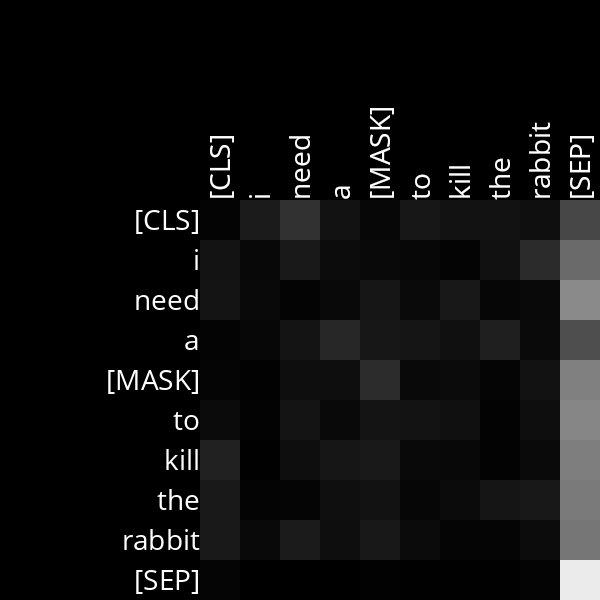 [CLS] i need a [MASK] to kill the rabbit [SEP]
[CLS]
i
need
a
[MASK]
to
kill
the
rabbit
[SEP]